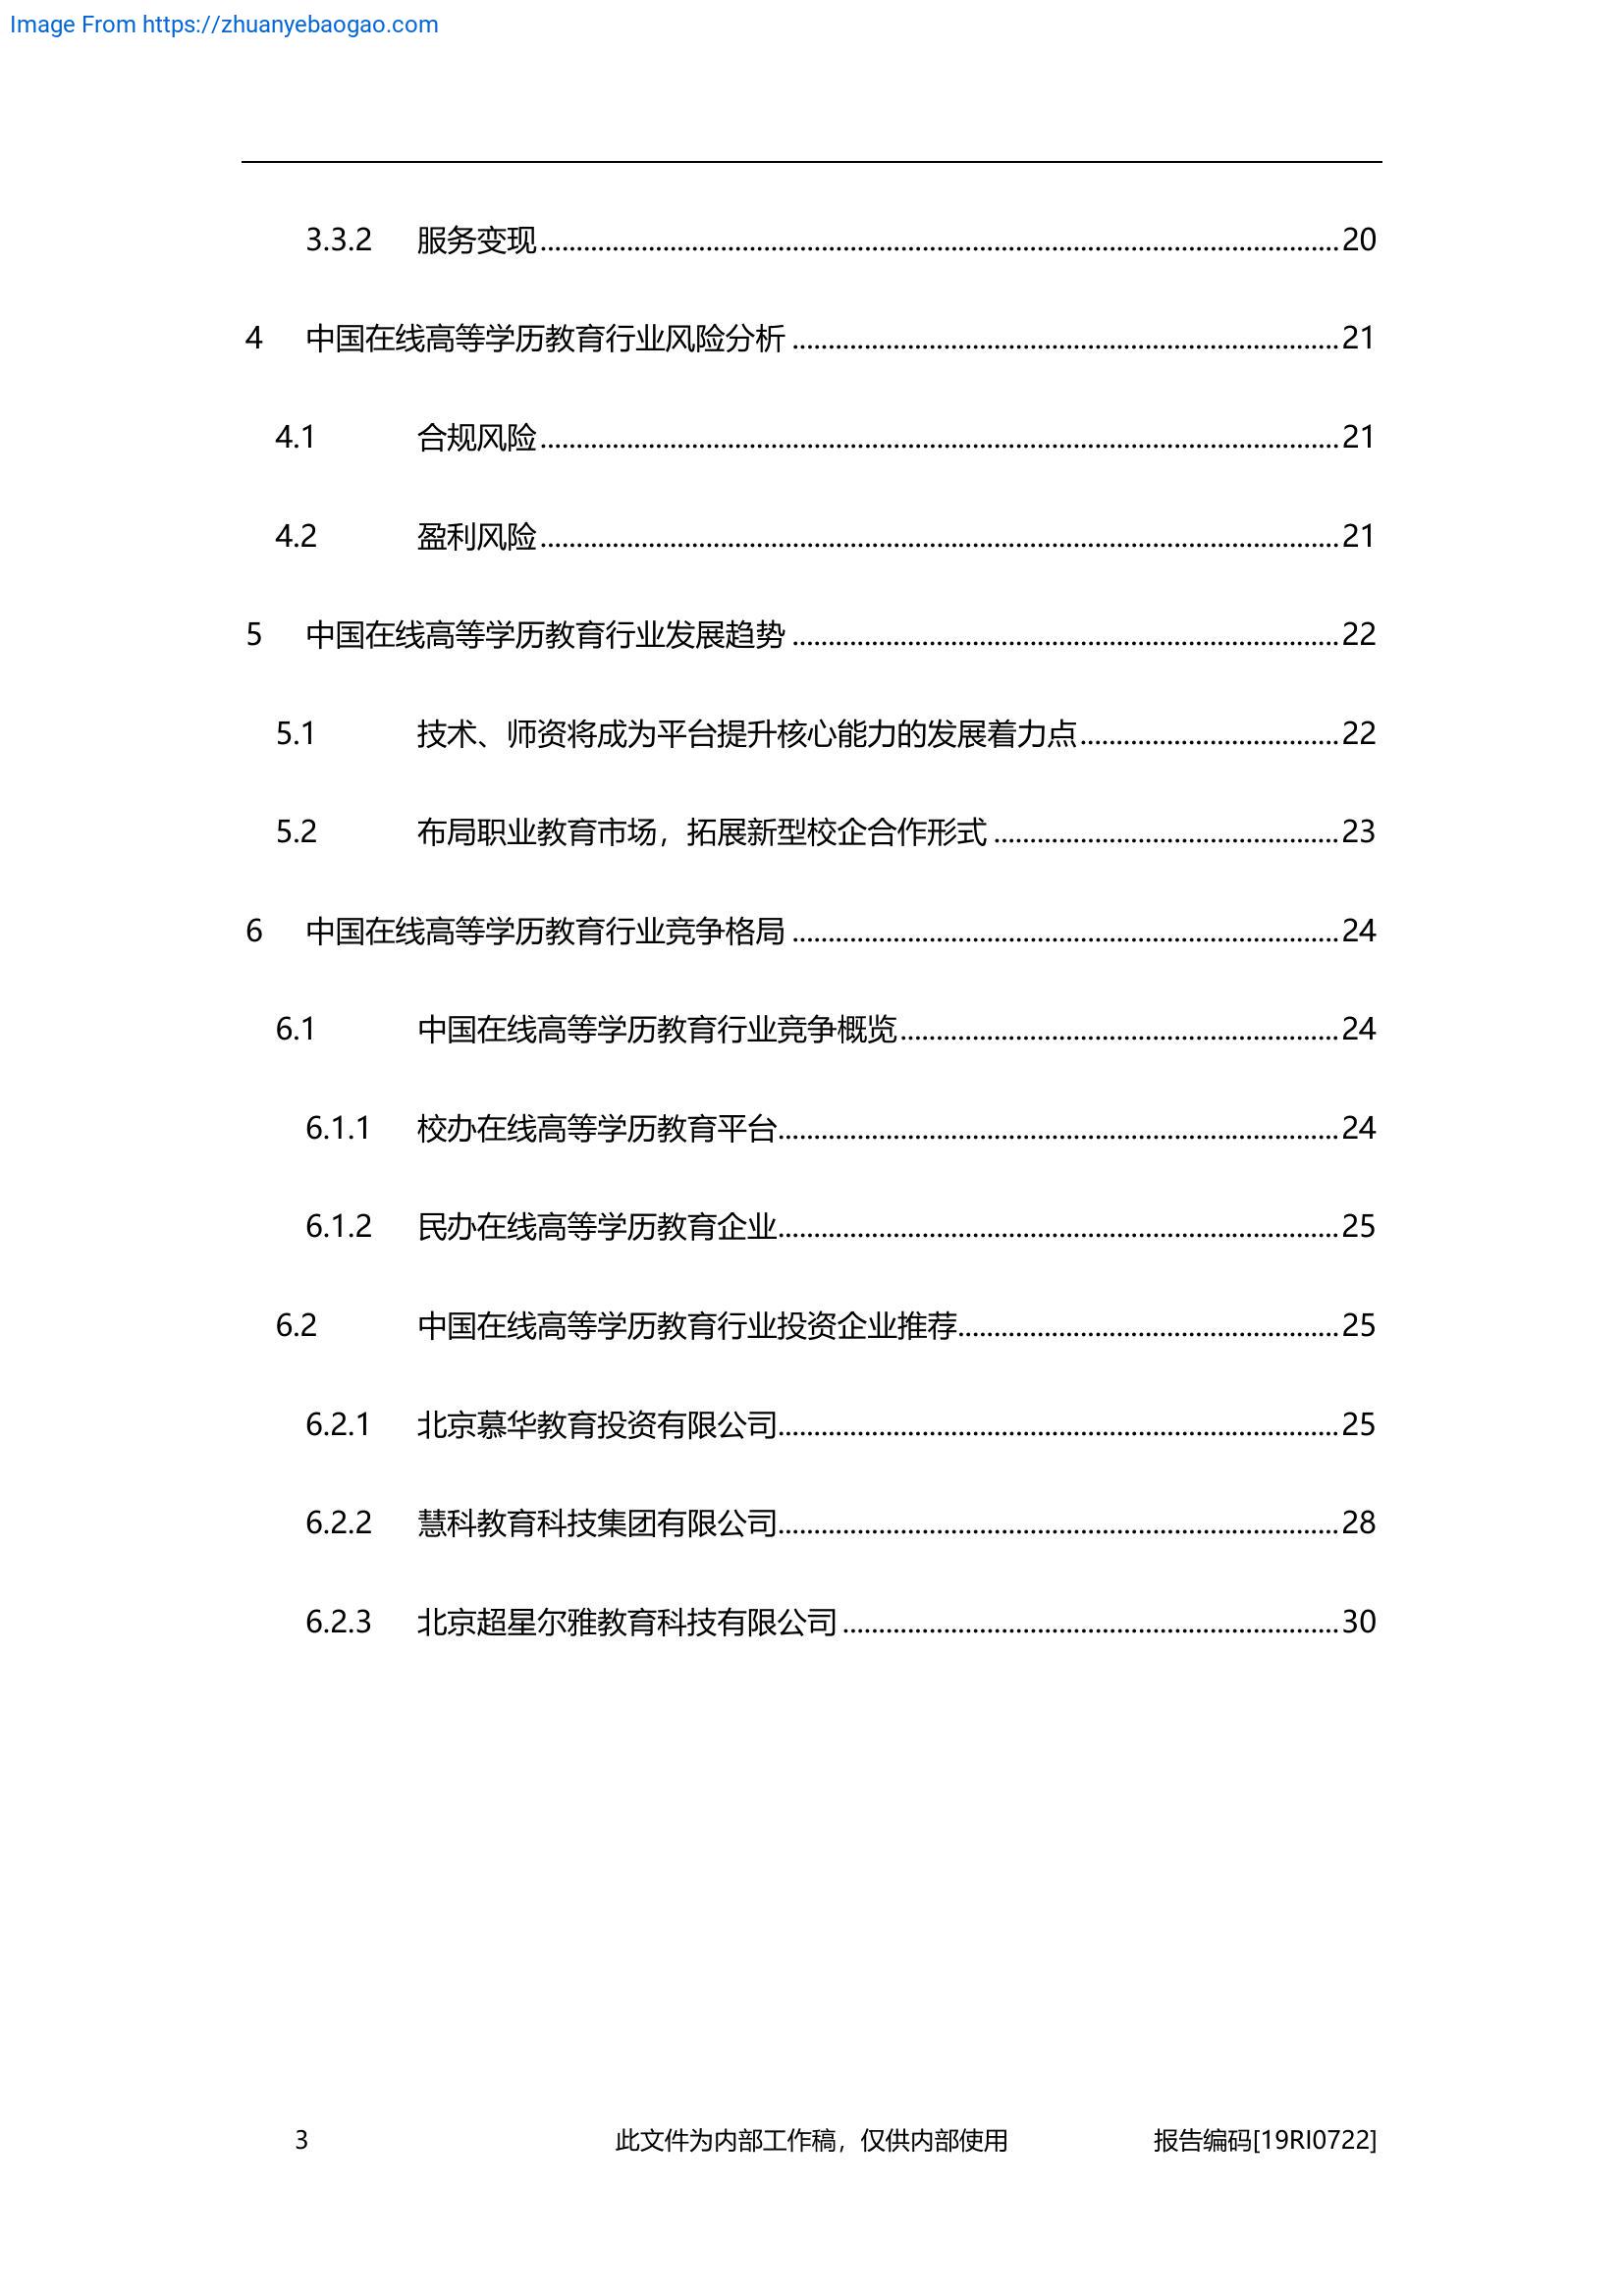 Image From https://zhuanyebaogao.com
3.3.2 服务变现 ........ 20
4 中国在线高等学历教育行业风险分析 ........ 21
4.1 合规风险 ........ 21
4.2 盈利风险 ........ 21
5 中国在线高等学历教育行业发展趋势 ........ 22
5.1 技术、师资将成为平台提升核心能力的发展着力点 ........ 22
5.2 布局职业教育市场，拓展新型校企合作形式 ........ 23
6 中国在线高等学历教育行业竞争格局 ........ 24
6.1 中国在线高等学历教育行业竞争概览 ........ 24
6.1.1 校办在线高等学历教育平台 ........ 24
6.1.2 民办在线高等学历教育企业 ........ 25
6.2 中国在线高等学历教育行业投资企业推荐 ........ 25
6.2.1 北京慕华教育投资有限公司 ........ 25
6.2.2 慧科教育科技集团有限公司 ........ 28
6.2.3 北京超星尔雅教育科技有限公司 ........ 30
3 此文件为内部工作稿，仅供内部使用 报告编码[19RI0722]